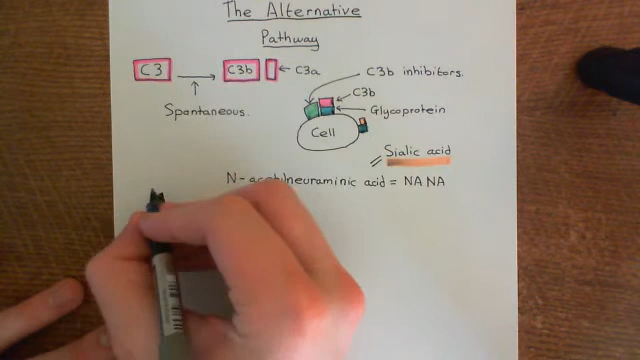 The Alternative
Pathway
C3 C3b C3a
Spontaneous.
C3b inhibitors.
C3b
Glycoprotein
Cell
Sialic acid
N-acetylneuraminic acid = NANA